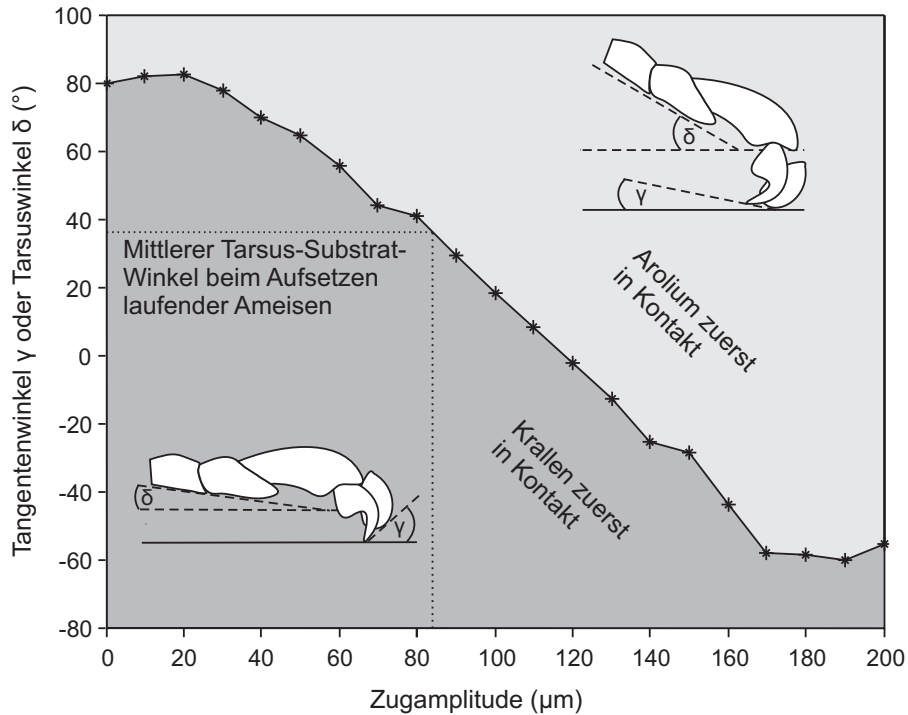 100
80
60
40
20
0
-20
-40
-60
-80
Tangentenwinkel γ oder Tarsuswinkel δ (°)
δ
γ
Mittlerer Tarsus-Substrat-
Winkel beim Aufsetzen
laufender Ameisen
Arolium zuerst
in Kontakt
Krallen zuerst
in Kontakt
δ
γ
0
20
40
60
80
100
120
140
160
180
200
Zugamplitude (µm)